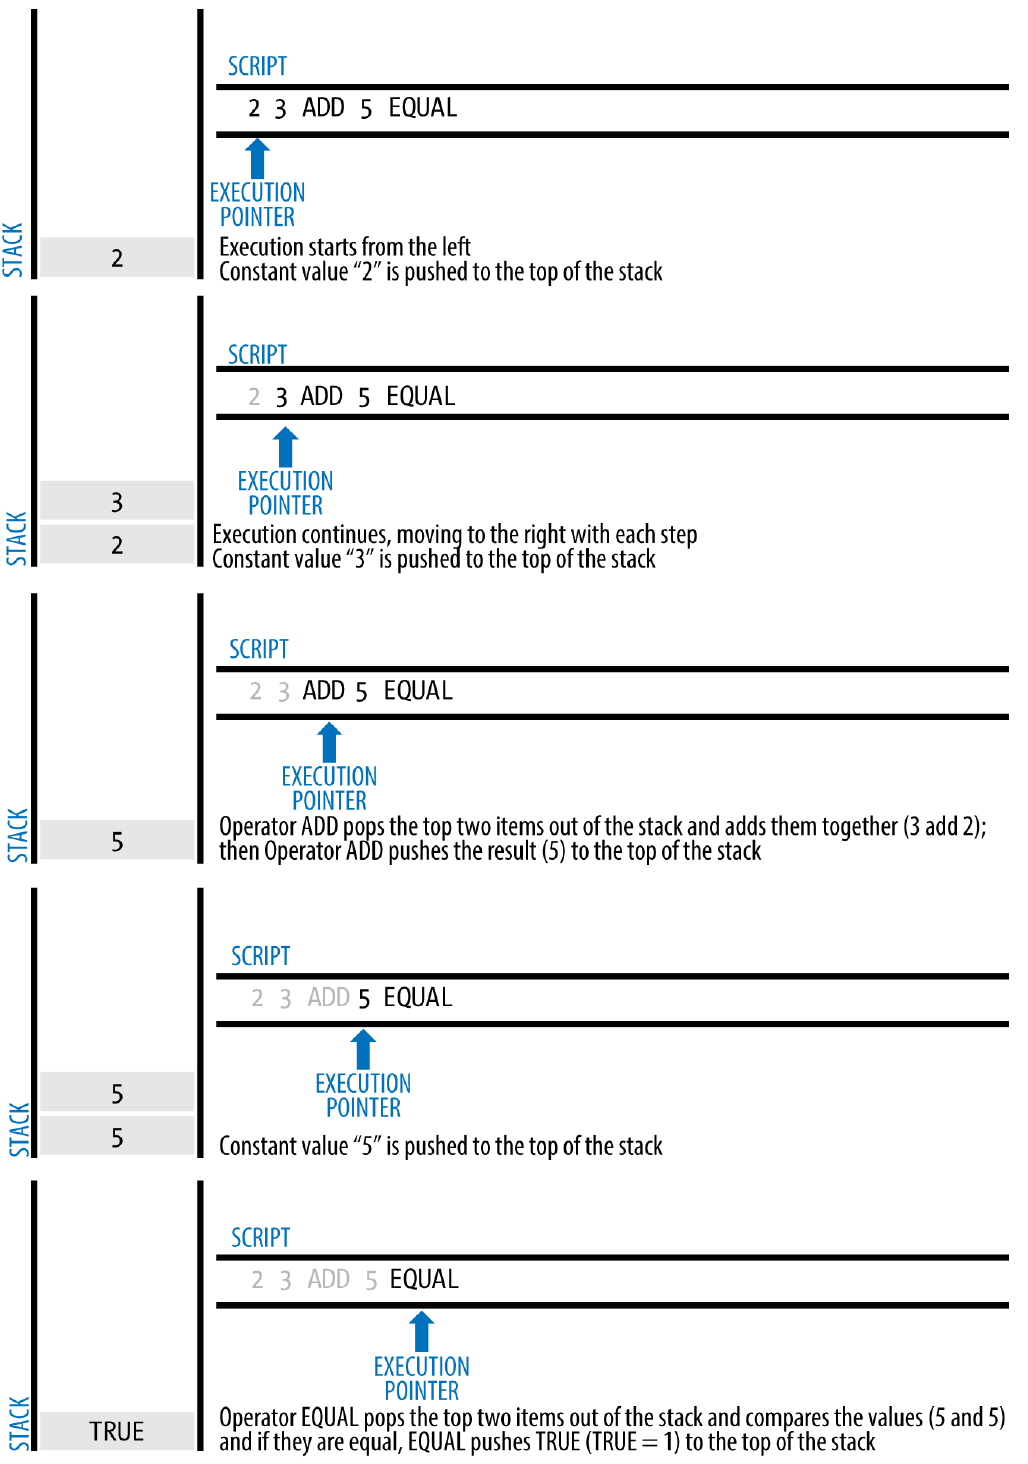 SCRIPT
2 3 ADD 5 EQUAL
EXECUTION
POINTER
STACK
2
Execution starts from the left
Constant value “2” is pushed to the top of the stack
SCRIPT
2 3 ADD 5 EQUAL
EXECUTION
POINTER
STACK
3
2
Execution continues, moving to the right with each step
Constant value “3” is pushed to the top of the stack
SCRIPT
2 3 ADD 5 EQUAL
EXECUTION
POINTER
STACK
5
Operator ADD pops the top two items out of the stack and adds them together (3 add 2);
then Operator ADD pushes the result (5) to the top of the stack
SCRIPT
2 3 ADD 5 EQUAL
EXECUTION
POINTER
STACK
5
5
Constant value “5” is pushed to the top of the stack
SCRIPT
2 3 ADD 5 EQUAL
EXECUTION
POINTER
STACK
TRUE
Operator EQUAL pops the top two items out of the stack and compares the values (5 and 5)
and if they are equal, EQUAL pushes TRUE (TRUE = 1) to the top of the stack